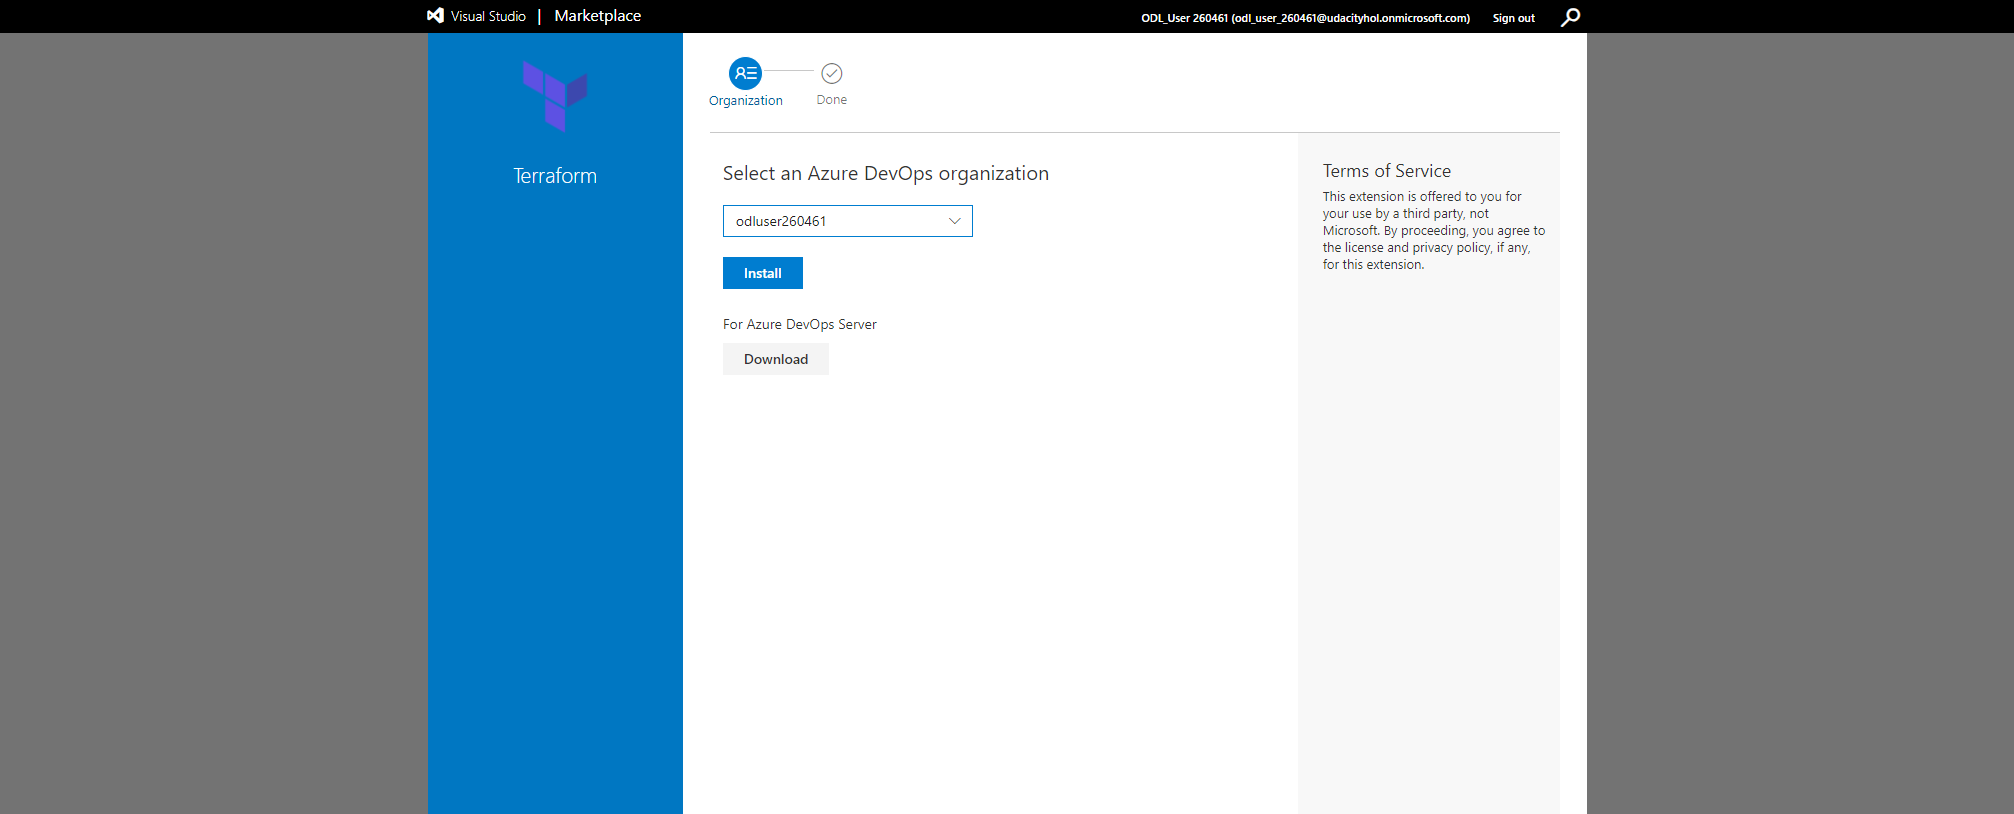 Visual Studio | Marketplace
ODL_User 260461 (odl_user_260461@udacityhol.onmicrosoft.com)
Sign out
Terraform
Organization
Done
Select an Azure DevOps organization
odluser260461
Install
For Azure DevOps Server
Download
Terms of Service
This extension is offered to you for
your use by a third party, not
Microsoft. By proceeding, you agree to
the license and privacy policy, if any,
for this extension.